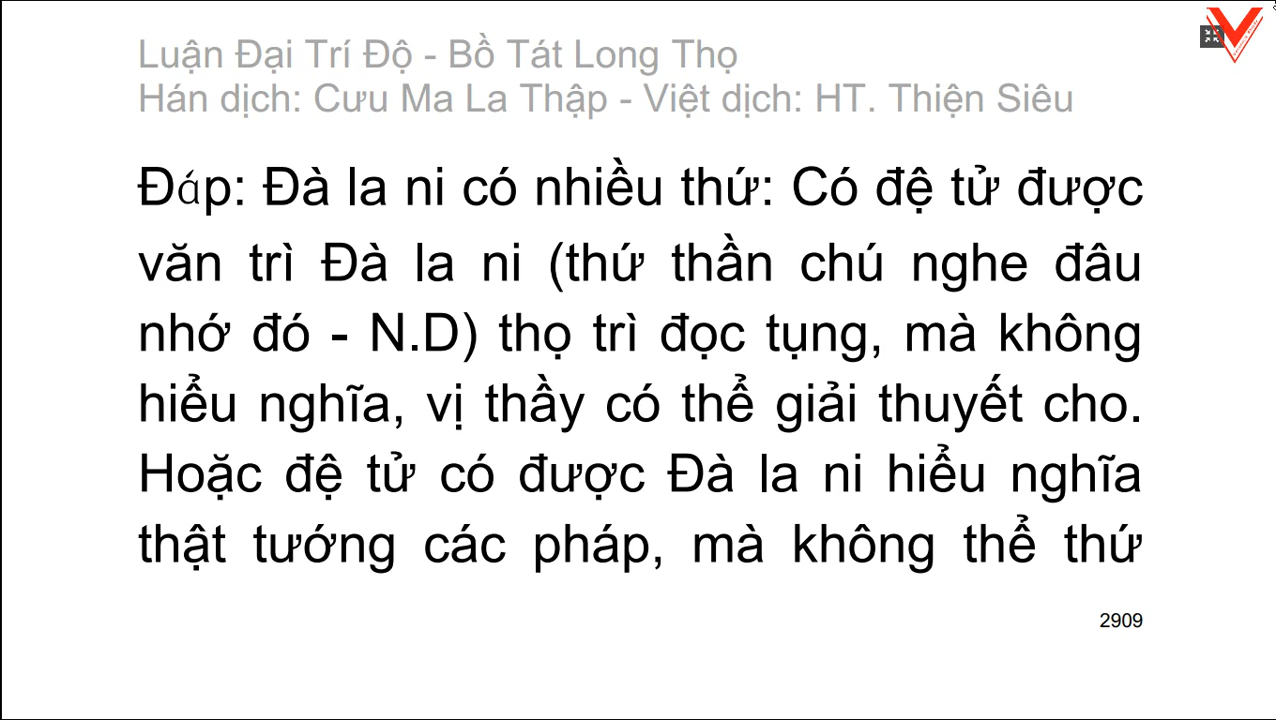 Luận Đại Trí Độ - Bồ Tát Long Thọ
Hán dịch: Cưu Ma La Thập - Việt dịch: HT. Thiện Siêu
Đáp: Đà la ni có nhiều thứ: Có đệ tử được
văn trì Đà la ni (thứ thần chú nghe đâu
nhớ đó - N.D) thọ trì đọc tụng, mà không
hiểu nghĩa, vị thầy có thể giải thuyết cho.
Hoặc đệ tử có được Đà la ni hiểu nghĩa
thật tướng các pháp, mà không thể thứ
2909